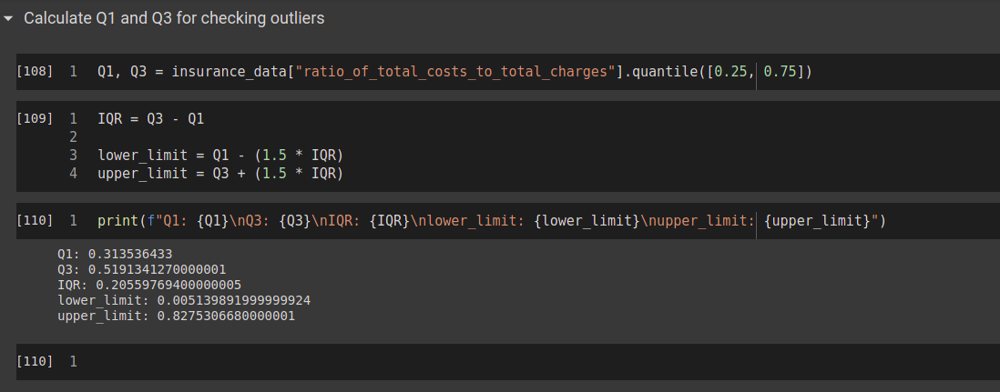 Calculate Q1 and Q3 for checking outliers
[108] 1 Q1, Q3 = insurance_data["ratio_of_total_costs_to_total_charges"].quantile([0.25, 0.75])
[109] 1 IQR = Q3 - Q1
2
3 lower_limit = Q1 - (1.5 * IQR)
4 upper_limit = Q3 + (1.5 * IQR)
[110] 1 print(f"Q1: {Q1}\nQ3: {Q3}\nIQR: {IQR}\nlower_limit: {lower_limit}\nupper_limit: {upper_limit}")
Q1: 0.313536433
Q3: 0.5191341270000001
IQR: 0.20559769400000005
lower_limit: 0.005139891999999924
upper_limit: 0.8275306680000001
[110] 1